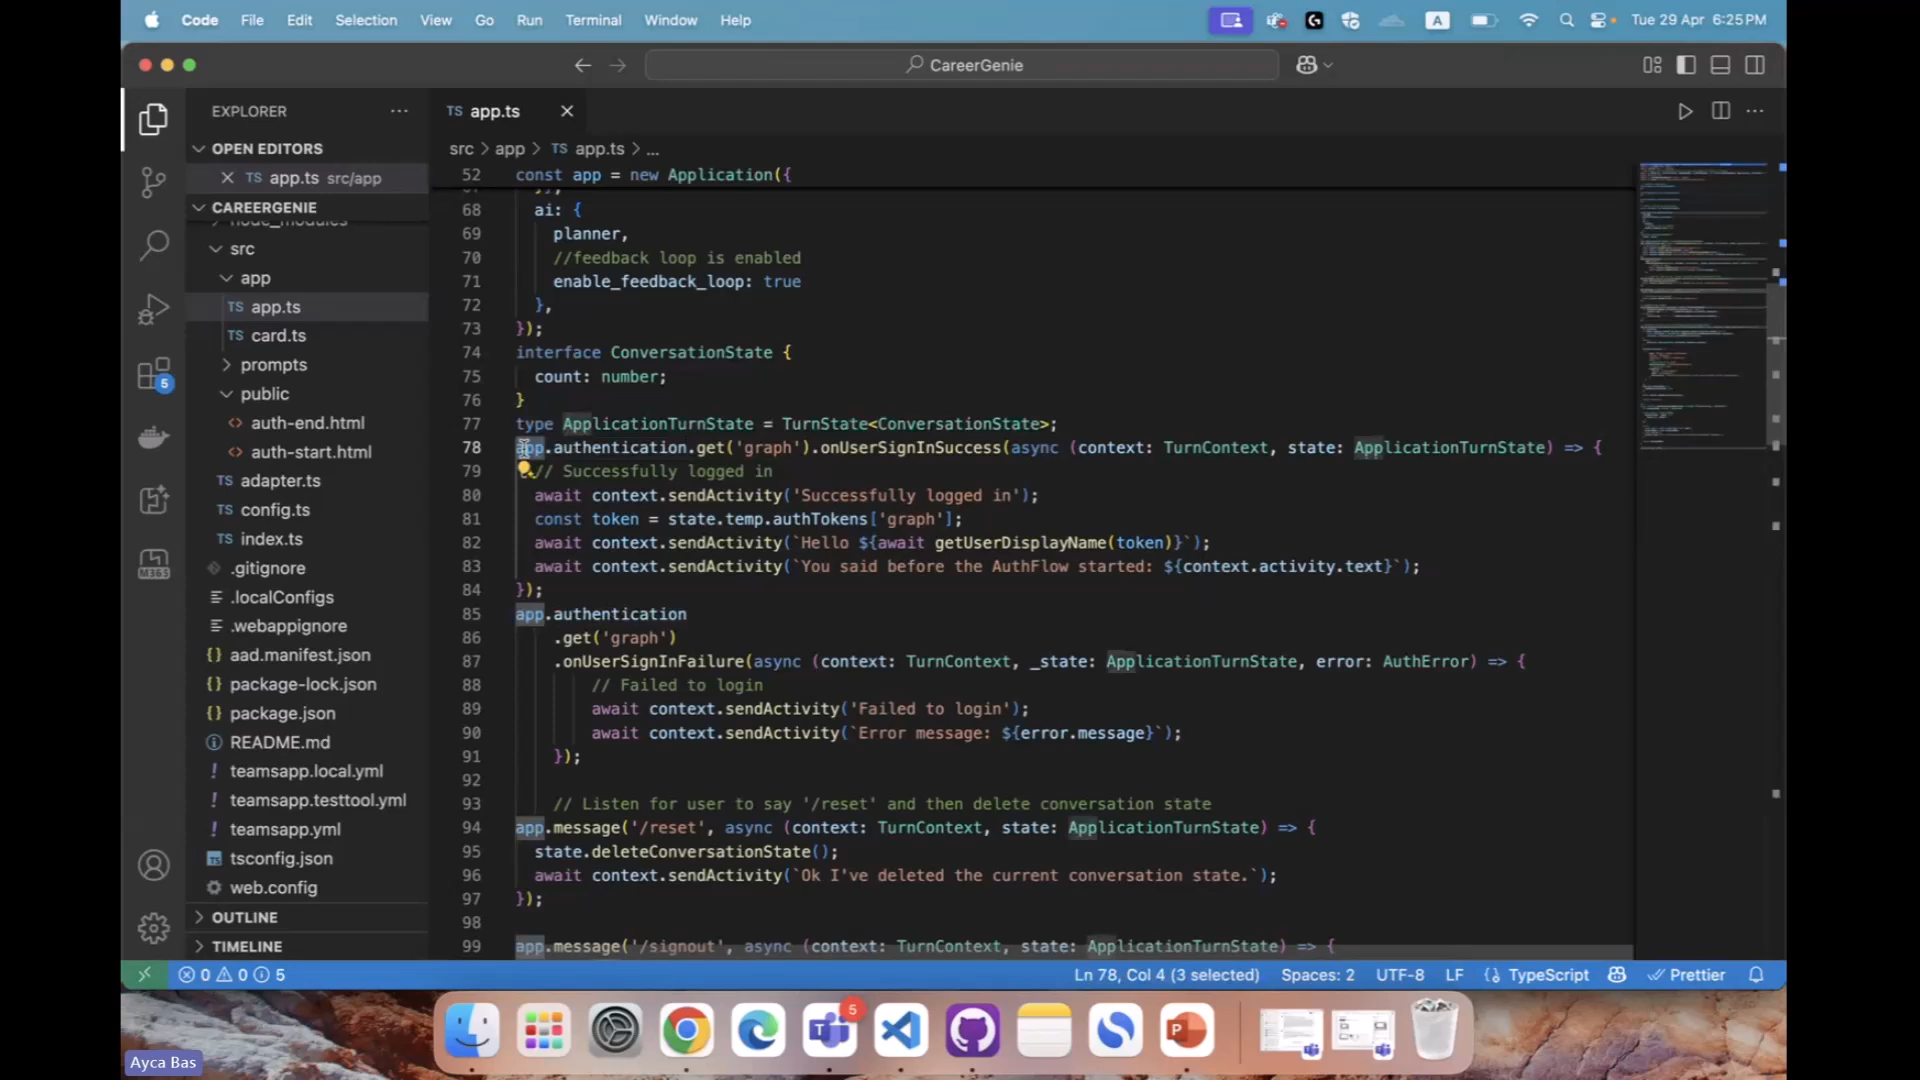 Code File Edit Selection View Go Run Terminal Window Help
A
Tue 29 Apr 6:25 PM
CareerGenie
EXPLORER
TS app.ts
OPEN EDITORS
TS app.ts src/app
src > app > TS app.ts > ...
CAREERGENIE
node_modules
src
app
TS app.ts
TS card.ts
prompts
public
<> auth-end.html
<> auth-start.html
TS adapter.ts
TS config.ts
TS index.ts
.gitignore
.localConfigs
.webappignore
{} aad.manifest.json
{} package-lock.json
{} package.json
README.md
! teamsapp.local.yml
! teamsapp.testtool.yml
! teamsapp.yml
TS tsconfig.json
web.config
OUTLINE
TIMELINE
5
M365
52 const app = new Application({
68 ai: {
69 planner,
70 //feedback loop is enabled
71 enable_feedback_loop: true
72 },
73 });
74 interface ConversationState {
75 count: number;
76 }
77 type ApplicationTurnState = TurnState<ConversationState>;
78 app.authentication.get('graph').onUserSignInSuccess(async (context: TurnContext, state: ApplicationTurnState) => {
79 // Successfully logged in
80 await context.sendActivity('Successfully logged in');
81 const token = state.temp.authTokens['graph'];
82 await context.sendActivity(`Hello ${await getUserDisplayName(token)}`);
83 await context.sendActivity(`You said before the AuthFlow started: ${context.activity.text}`);
84 });
85 app.authentication
86 .get('graph')
87 .onUserSignInFailure(async (context: TurnContext, _state: ApplicationTurnState, error: AuthError) => {
88 // Failed to login
89 await context.sendActivity('Failed to login');
90 await context.sendActivity(`Error message: ${error.message}`);
91 });
92
93 // Listen for user to say '/reset' and then delete conversation state
94 app.message('/reset', async (context: TurnContext, state: ApplicationTurnState) => {
95 state.deleteConversationState();
96 await context.sendActivity(`Ok I've deleted the current conversation state.`);
97 });
98
99 app.message('/signout', async (context: TurnContext, state: ApplicationTurnState) => {
0 0 5
Ln 78, Col 4 (3 selected) Spaces: 2 UTF-8 LF {} TypeScript Prettier
5
Ayca Bas